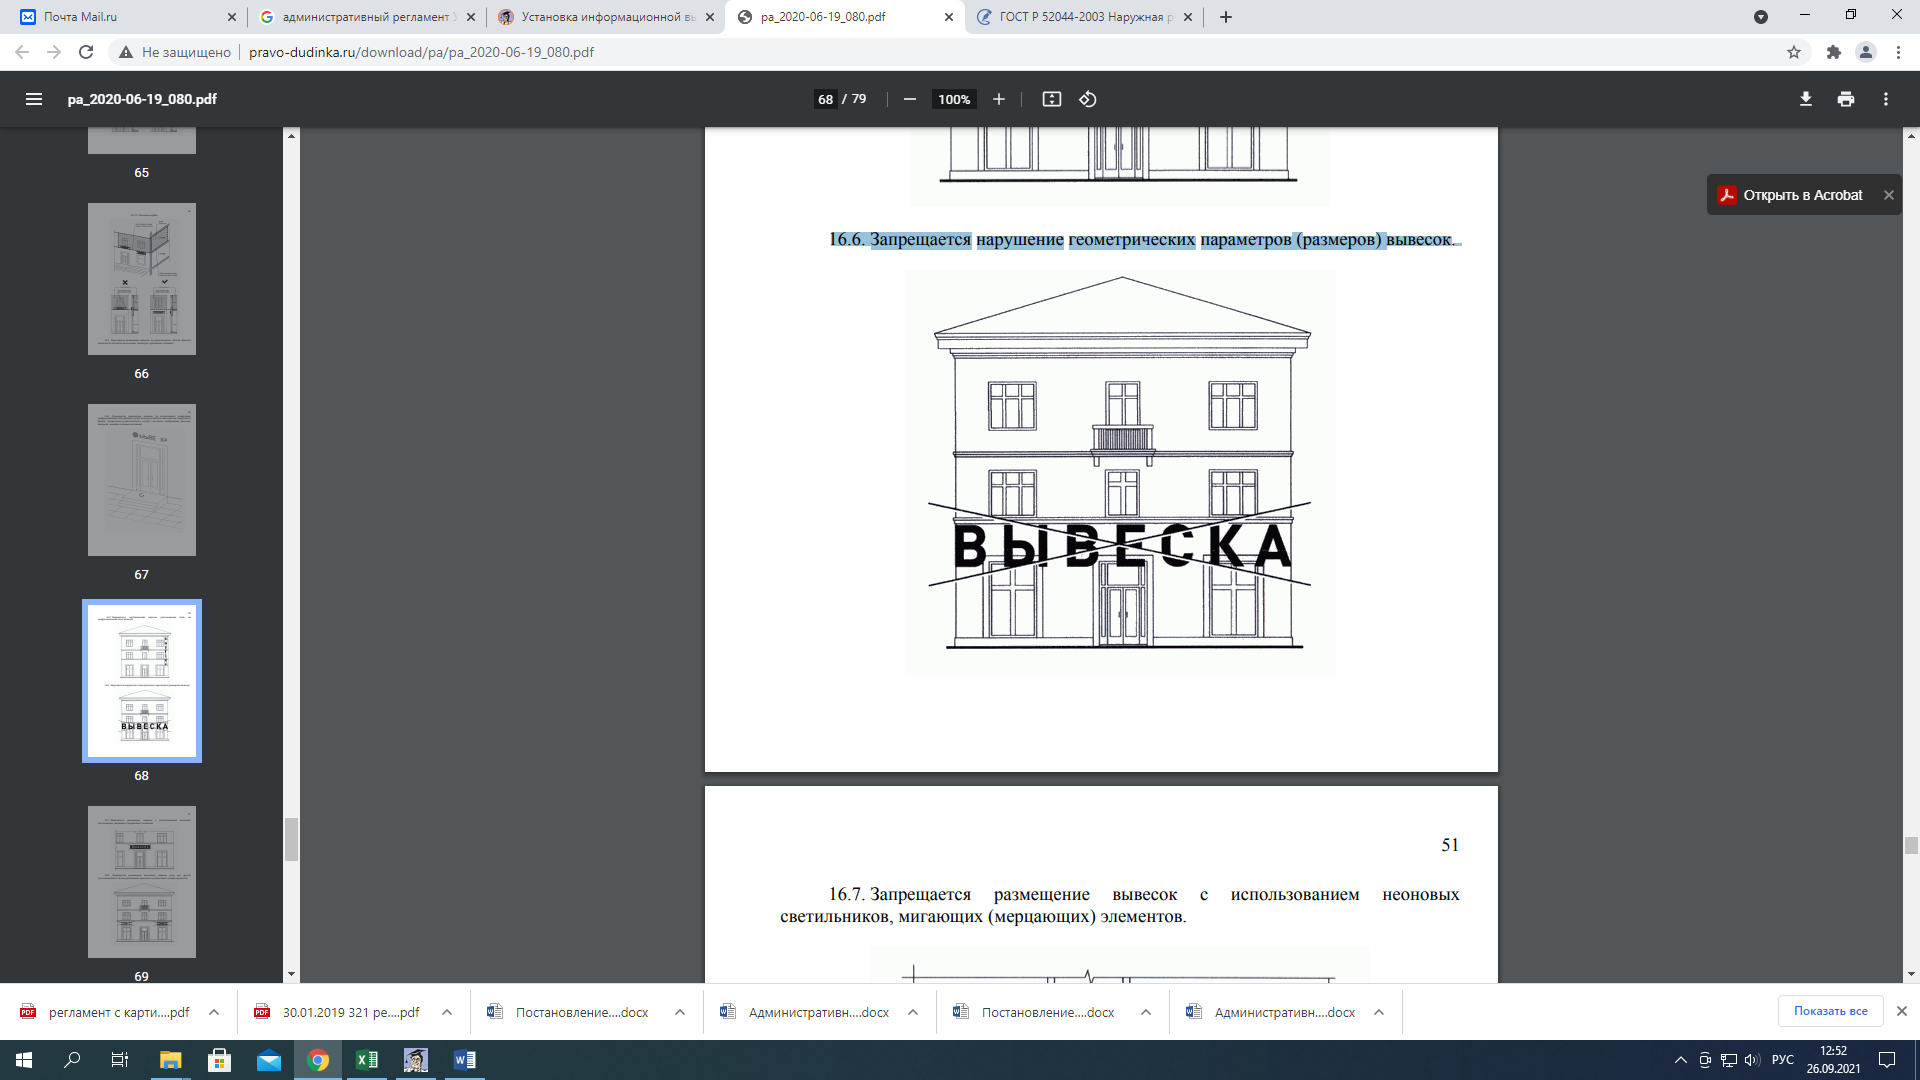 Почта Mail.ru
административный регламент
Установка информационной вы
pa_2020-06-19_080.pdf
ГОСТ Р 52044-2003 Наружная р
Не защищено
pravo-dudinka.ru/download/pa/pa_2020-06-19_080.pdf
pa_2020-06-19_080.pdf
68 / 79
100%
Открыть в Acrobat
65
66
67
68
69
16.6. Запрещается нарушение геометрических параметров (размеров) вывесок.
ВЫВЕСКА
51
16.7. Запрещается размещение вывесок с использованием неоновых
светильников, мигающих (мерцающих) элементов.
ВЫВЕСКА
регламент с карти....pdf
30.01.2019 321 ре....pdf
Постановление....docx
Административн....docx
Постановление....docx
Административн....docx
Показать все
РУС
12:52
26.09.2021